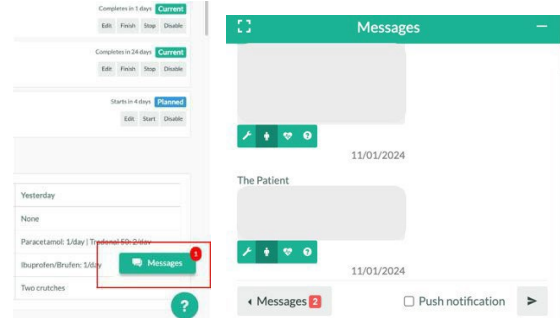 Completes in 1 days Current
Edit Finish Stop Disable
Completes in 24 days Current
Edit Finish Stop Disable
Starts in 4 days Planned
Edit Start Disable
Yesterday
None
Paracetamol: 1/day | Tradonal 50: 2/day
Ibuprofen/Brufen: 1/day
Messages 1
Two crutches
?
Messages
11/01/2024
The Patient
11/01/2024
Messages 2
Push notification